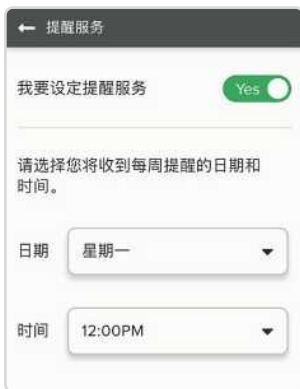 提醒服务
我要设定提醒服务 Yes
请选择您将收到每周提醒的日期和
时间。
日期 星期一
时间 12:00PM